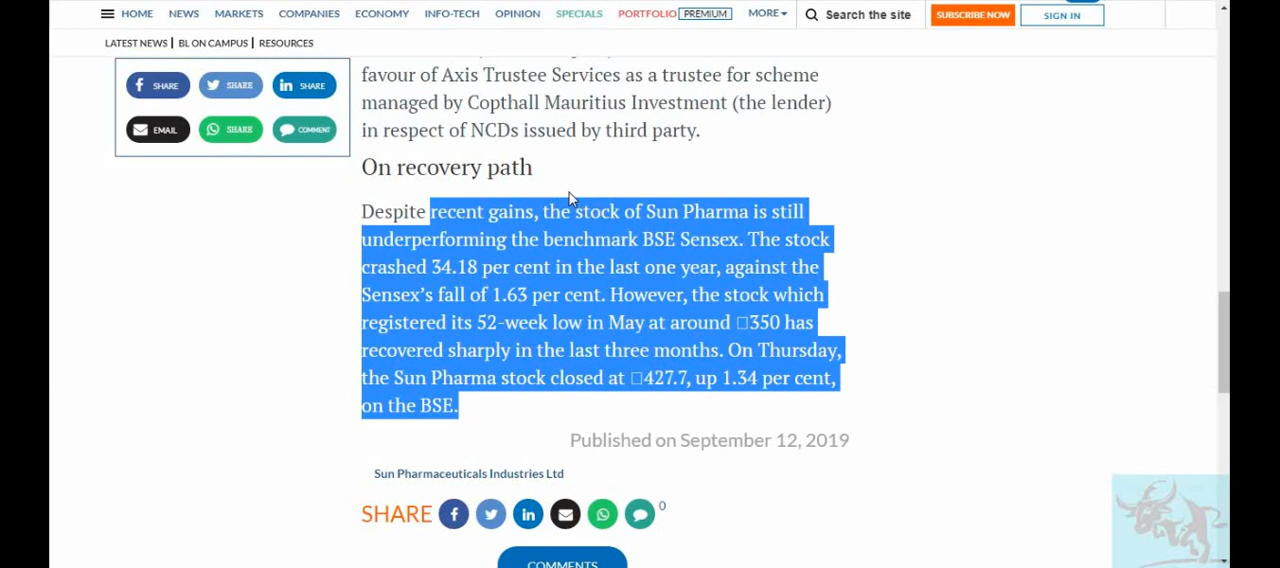 HOME NEWS MARKETS COMPANIES ECONOMY INFO-TECH OPINION SPECIALS PORTFOLIO PREMIUM MORE Search the site SUBSCRIBE NOW SIGN IN
LATEST NEWS | BL ON CAMPUS | RESOURCES
SHARE SHARE SHARE
EMAIL SHARE COMMENT
favour of Axis Trustee Services as a trustee for scheme
managed by Copthall Mauritius Investment (the lender)
in respect of NCDs issued by third party.
On recovery path
Despite recent gains, the stock of Sun Pharma is still
underperforming the benchmark BSE Sensex. The stock
crashed 34.18 per cent in the last one year, against the
Sensex’s fall of 1.63 per cent. However, the stock which
registered its 52-week low in May at around □350 has
recovered sharply in the last three months. On Thursday,
the Sun Pharma stock closed at □427.7, up 1.34 per cent,
on the BSE.
Published on September 12, 2019
Sun Pharmaceuticals Industries Ltd
SHARE 0
COMMENTS